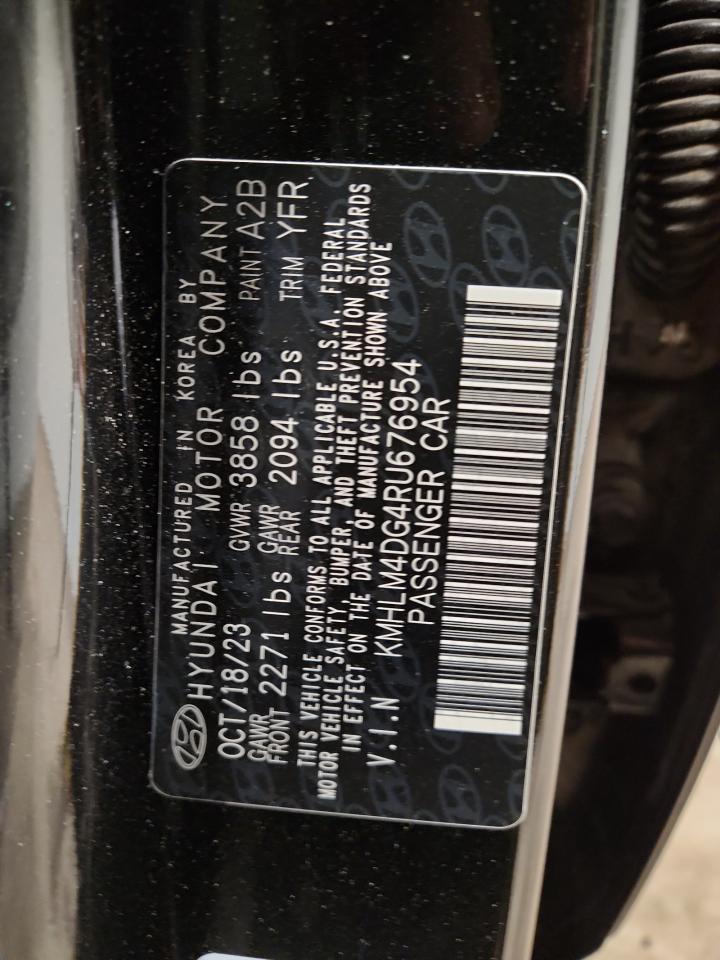 MANUFACTURED IN KOREA BY
HYUNDAI MOTOR COMPANY
OCT/18/23 GVWR 3858 lbs PAINT A2B
GAWR FRONT 2271 lbs GAWR REAR 2094 lbs TRIM YFR
THIS VEHICLE CONFORMS TO ALL APPLICABLE U.S.A. FEDERAL
MOTOR VEHICLE SAFETY, BUMPER, AND THEFT PREVENTION STANDARDS
IN EFFECT ON THE DATE OF MANUFACTURE SHOWN ABOVE
V.I.N KMHLM4DG4RU676954
PASSENGER CAR